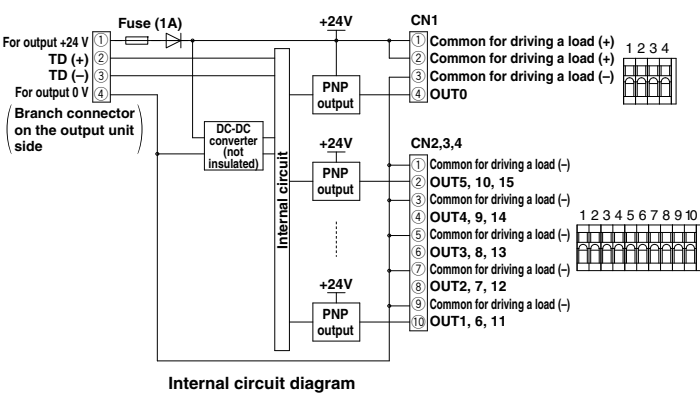 Fuse (1A)
For output +24 V ①
TD (+) ②
TD (–) ③
For output 0 V ④
(Branch connector
on the output unit
side)
DC-DC
converter
(not
insulated)
Internal circuit
+24V
PNP
output
+24V
PNP
output
+24V
PNP
output
CN1
① Common for driving a load (+)
② Common for driving a load (+)
③ Common for driving a load (–)
④ OUT0
1 2 3 4
CN2,3,4
① Common for driving a load (–)
② OUT5, 10, 15
③ Common for driving a load (–)
④ OUT4, 9, 14
⑤ Common for driving a load (–)
⑥ OUT3, 8, 13
⑦ Common for driving a load (–)
⑧ OUT2, 7, 12
⑨ Common for driving a load (–)
⑩ OUT1, 6, 11
1 2 3 4 5 6 7 8 9 10
Internal circuit diagram